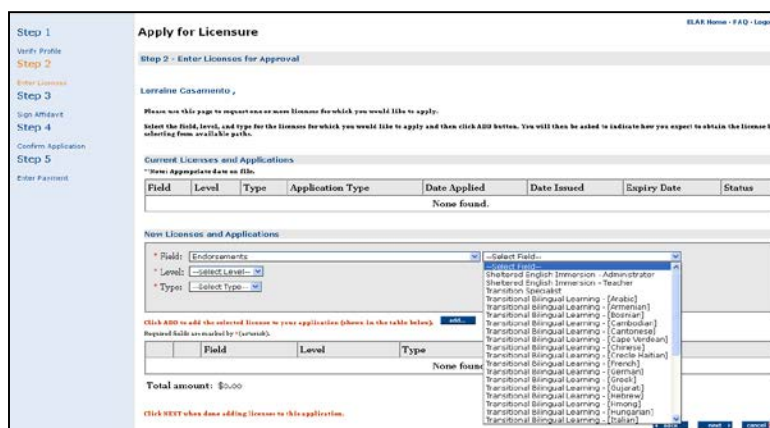 ELAR Home - FAQ - Logo
Step 1
Verify Profile
Step 2
Enter Licenses
Step 3
Sign Affidavit
Step 4
Confirm Application
Step 5
Enter Payment
Apply for Licensure
Step 2 - Enter Licenses for Approval
Lorraine Casamento ,
Please use this page to request one or more licenses for which you would like to apply.
Select the field, level, and type for the licenses for which you would like to apply and then click ADD button. You will then be asked to indicate how you expect to obtain the license b
selecting from available paths.
Current Licenses and Applications
**Note: Appropriate date on file.
Field Level Type Application Type Date Applied Date Issued Expiry Date Status
None found.
New Licenses and Applications
* Field: Endorsements --Select Field--
* Level: --Select Level--
* Type: --Select Type--
--Select Field--
Sheltered English Immersion - Administrator
Sheltered English Immersion - Teacher
Transition Specialist
Transitional Bilingual Learning - [Arabic]
Transitional Bilingual Learning - [Armenian]
Transitional Bilingual Learning - [Bosnian]
Transitional Bilingual Learning - [Cambodian]
Transitional Bilingual Learning - [Cantonese]
Transitional Bilingual Learning - [Cape Verdean]
Transitional Bilingual Learning - [Chinese]
Transitional Bilingual Learning - [Creole Haitian]
Transitional Bilingual Learning - [French]
Transitional Bilingual Learning - [German]
Transitional Bilingual Learning - [Greek]
Transitional Bilingual Learning - [Gujarati]
Transitional Bilingual Learning - [Hebrew]
Transitional Bilingual Learning - [Hmong]
Transitional Bilingual Learning - [Hungarian]
Transitional Bilingual Learning - [Italian]
Click ADD to add the selected license to your application (shown in the table below). add...
Required fields are marked by *(asterisk).
Field Level Type
None foun
Total amount: $0.00
Click NEXT when done adding licenses to this application.
back next cancel